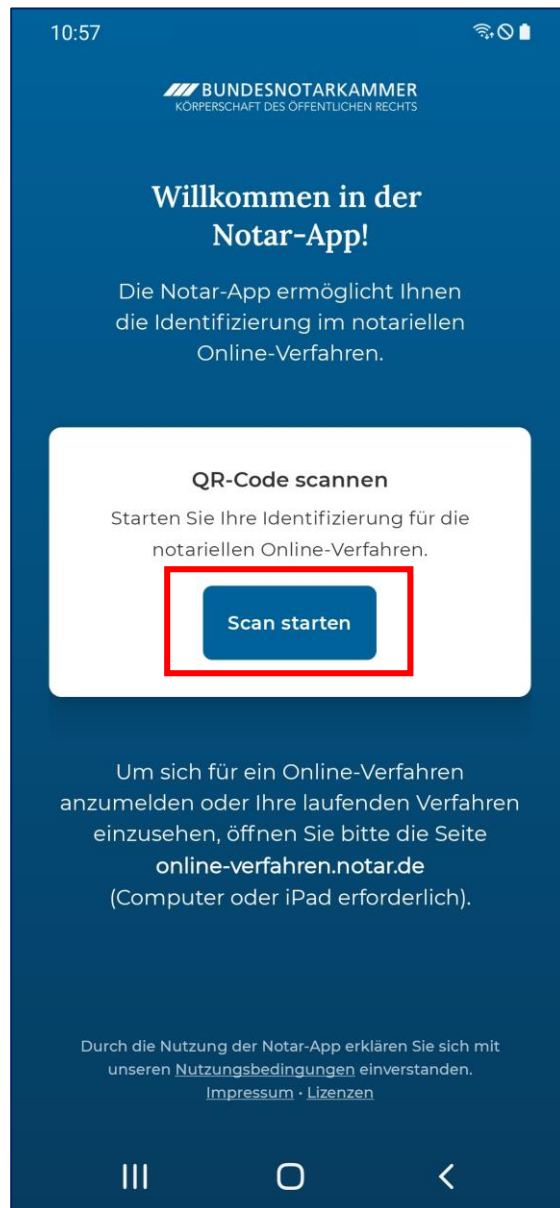 10:57
BUNDESNOTARKAMMER
KÖRPERSCHAFT DES ÖFFENTLICHEN RECHTS
Willkommen in der
Notar-App!
Die Notar-App ermöglicht Ihnen
die Identifizierung im notariellen
Online-Verfahren.
QR-Code scannen
Starten Sie Ihre Identifizierung für die
notariellen Online-Verfahren.
Scan starten
Um sich für ein Online-Verfahren
anzumelden oder Ihre laufenden Verfahren
einzusehen, öffnen Sie bitte die Seite
online-verfahren.notar.de
(Computer oder iPad erforderlich).
Durch die Nutzung der Notar-App erklären Sie sich mit
unseren Nutzungsbedingungen einverstanden.
Impressum · Lizenzen